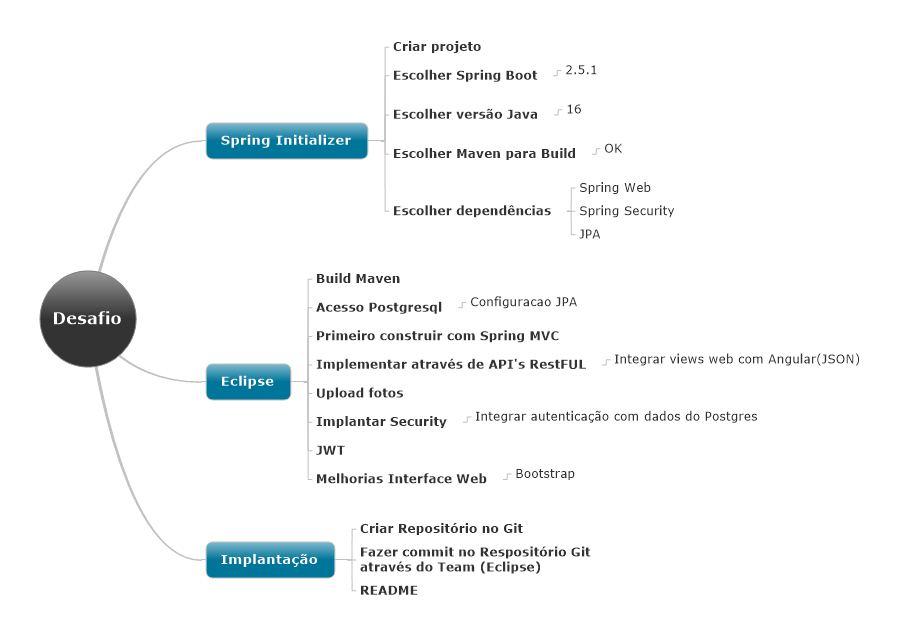 Desafio
Spring Initializer
Criar projeto
Escolher Spring Boot
2.5.1
Escolher versão Java
16
Escolher Maven para Build
OK
Escolher dependências
Spring Web
Spring Security
JPA
Eclipse
Build Maven
Acesso Postgresql
Configuracao JPA
Primeiro construir com Spring MVC
Implementar através de API's RestFUL
Integrar views web com Angular(JSON)
Upload fotos
Implantar Security
Integrar autenticação com dados do Postgres
JWT
Melhorias Interface Web
Bootstrap
Implantação
Criar Repositório no Git
Fazer commit no Respositório Git
através do Team (Eclipse)
README